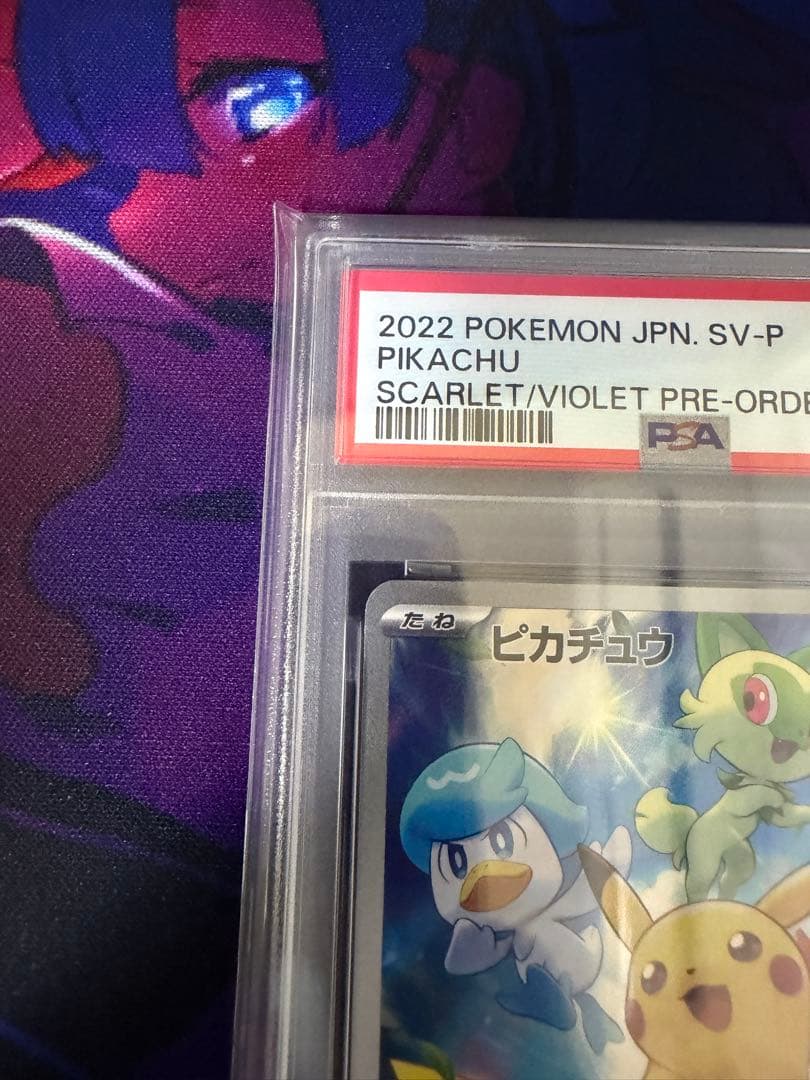 2022 POKEMON JPN. SV-P
PIKACHU
SCARLET/VIOLET PRE-ORDE
PSA
たね ピカチュウ